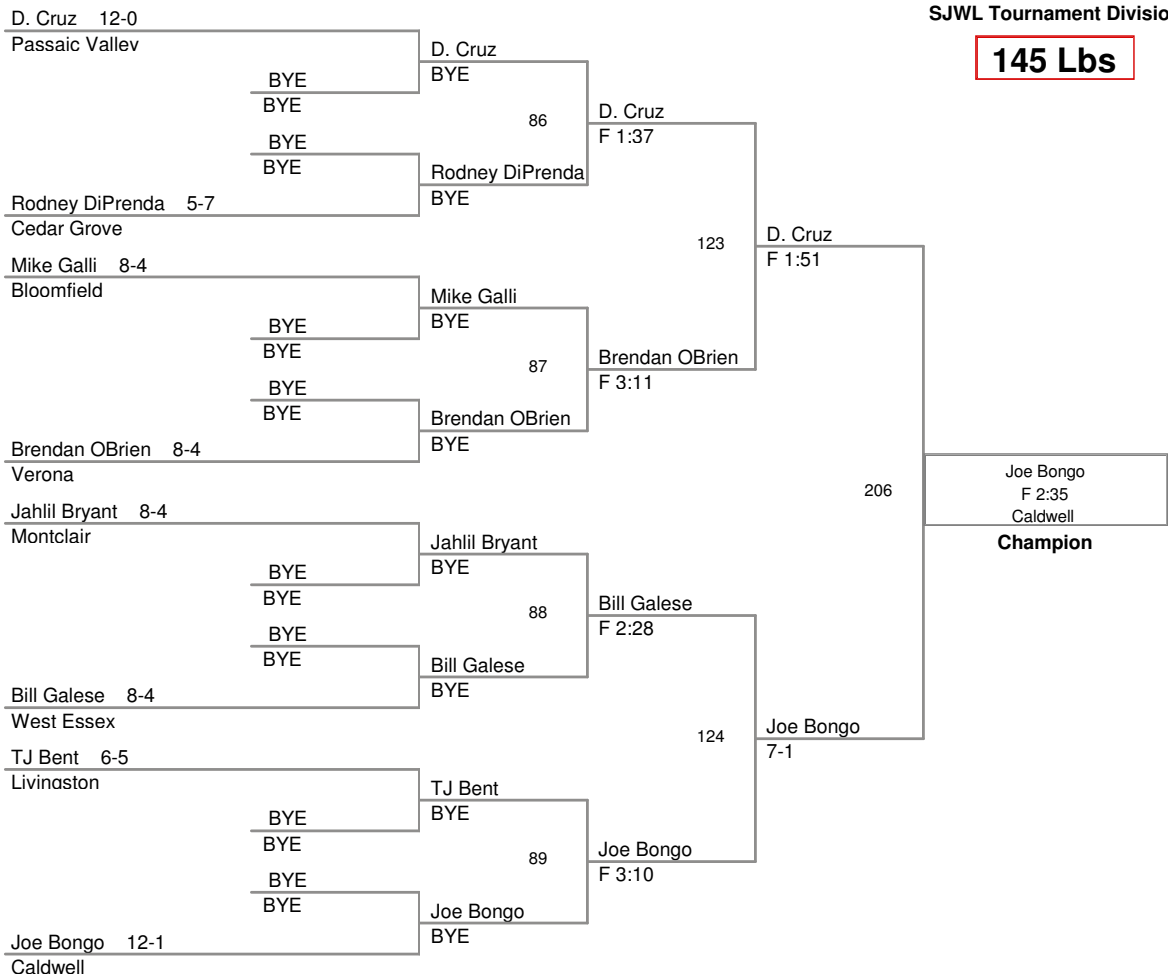 SJWL Tournament Divisio
145 Lbs
D. Cruz 12-0
Passaic Valley
BYE
BYE
BYE
BYE
Rodney DiPrenda 5-7
Cedar Grove
Mike Galli 8-4
Bloomfield
BYE
BYE
BYE
BYE
Brendan OBrien 8-4
Verona
Jahlil Bryant 8-4
Montclair
BYE
BYE
BYE
BYE
Bill Galese 8-4
West Essex
TJ Bent 6-5
Livingston
BYE
BYE
BYE
BYE
Joe Bongo 12-1
Caldwell
D. Cruz
BYE
86
Rodney DiPrenda
BYE
Mike Galli
BYE
87
Brendan OBrien
BYE
Jahlil Bryant
BYE
88
Bill Galese
BYE
TJ Bent
BYE
89
Joe Bongo
BYE
D. Cruz
F 1:37
123
Brendan OBrien
F 3:11
Bill Galese
F 2:28
124
Joe Bongo
F 3:10
D. Cruz
F 1:51
206
Joe Bongo
7-1
Joe Bongo
F 2:35
Caldwell
Champion